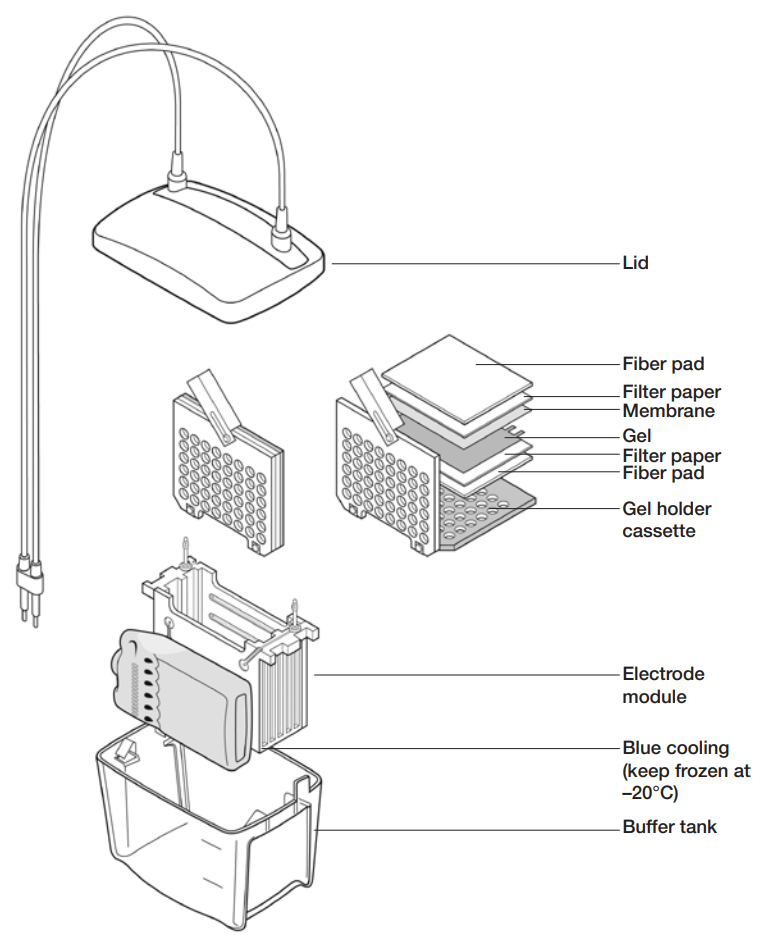 Lid
Fiber pad
Filter paper
Membrane
Gel
Filter paper
Fiber pad
Gel holder
cassette
Electrode
module
Blue cooling
(keep frozen at
–20°C)
Buffer tank